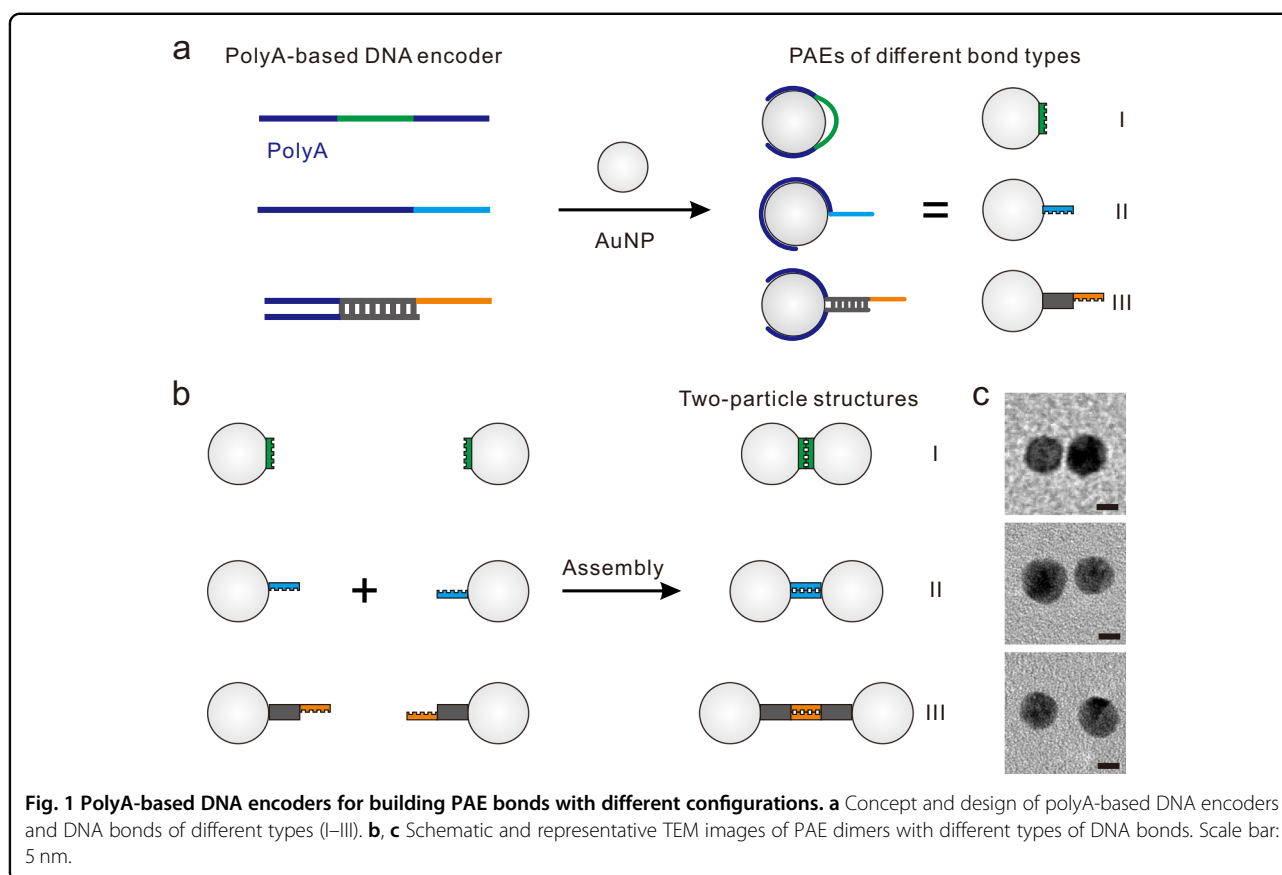 a
PolyA-based DNA encoder
PAEs of different bond types
PolyA
AuNP
=
I
II
III
b
Two-particle structures
c
+
Assembly
I
II
III
Fig. 1 PolyA-based DNA encoders for building PAE bonds with different configurations. a Concept and design of polyA-based DNA encoders
and DNA bonds of different types (I–III). b, c Schematic and representative TEM images of PAE dimers with different types of DNA bonds. Scale bar:
5 nm.